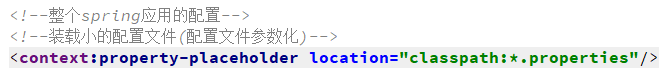 <!--整个spring应用的配置-->
<!--装载小的配置文件(配置文件参数化)-->
<context:property-placeholder location="classpath:*.properties"/>